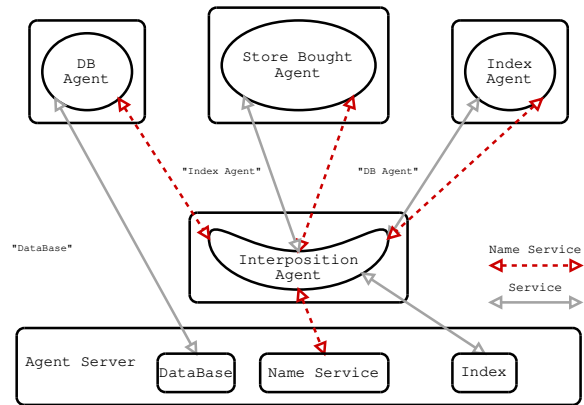 DB
Agent
Store Bought
Agent
Index
Agent
"Index Agent"
"DB Agent"
"DataBase"
Name Service
Interposition
Agent
Service
Agent Server
DataBase
Name Service
Index